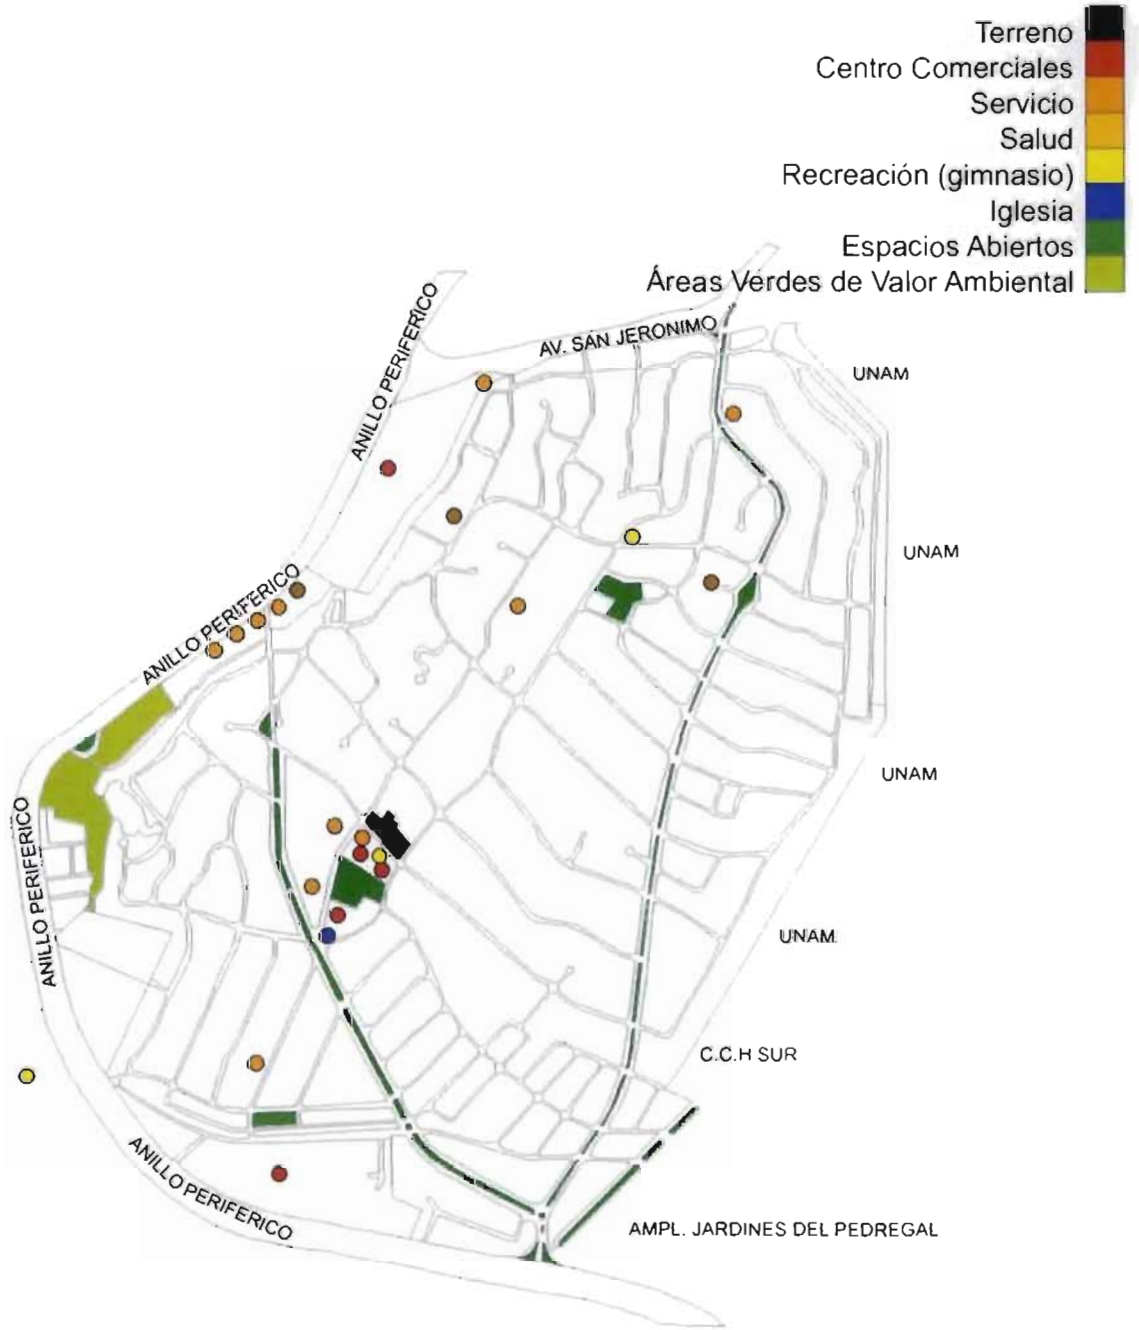 Terreno
Centro Comerciales
Servicio
Salud
Recreación (gimnasio)
Iglesia
Espacios Abiertos
Áreas Verdes de Valor Ambiental
ANILLO PERIFERICO
AV. SAN JERONIMO
UNAM
UNAM
ANILLO PERIFERICO
UNAM
ANILLO PERIFERICO
UNAM
C.C.H SUR
ANILLO PERIFERICO
AMPL. JARDINES DEL PEDREGAL